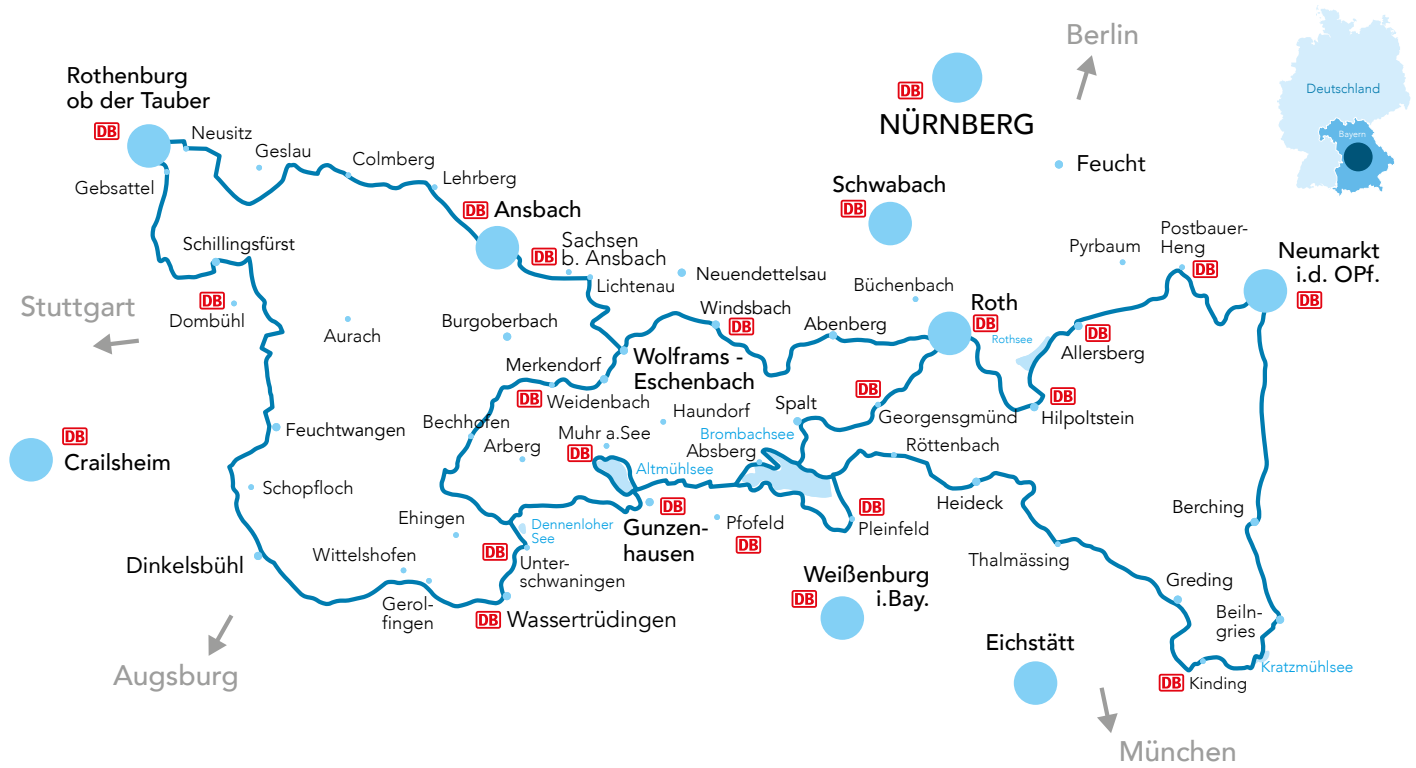 Berlin
Rothenburg
ob der Tauber
DB
DB
NÜRNBERG
Deutschland
Bayern
Neusitz
Geslau
Colmberg
Lehrberg
Gebsattel
Feucht
Schwabach
DB
DB
Ansbach
DB
Sachsen
b. Ansbach
Lichtenau
Neuendettelsau
Schillingsfürst
Postbauer-
Heng
DB
Pyrbaum
Neumarkt
i.d. OPf.
DB
Stuttgart
DB
Dombühl
Aurach
Burgoberbach
Windsbach
DB
Büchenbach
Abenberg
Roth
DB
Rothsee
DB
Allersberg
Merkendorf
Wolframs -
Eschenbach
DB
Weidenbach
DB
Georgensgmünd
DB
Hilpoltstein
Haundorf
Spalt
Bechhofen
Arberg
Muhr a.See
DB
Brombachsee
Absberg
Altmühlsee
Röttenbach
Feuchtwangen
DB
Crailsheim
Schopfloch
Heideck
Ehingen
Dennenloher
See
DB
Gunzen-
hausen
Pfofeld
DB
DB
Pleinfeld
Berching
Dinkelsbühl
Wittelshofen
DB
Unter-
schwaningen
Thalmässing
Weißenburg
i.Bay.
DB
Greding
Gerol-
fingen
DB
Wassertrüdingen
Beiln-
gries
Eichstätt
Kratzmühlsee
DB
Kinding
Augsburg
München